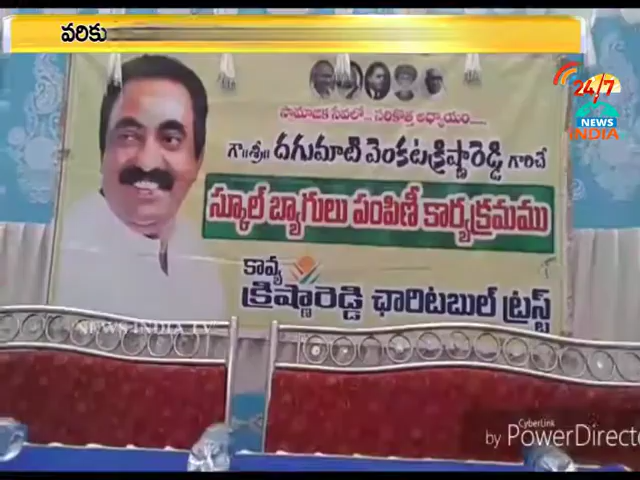 వరికు
24/7
NEWS
INDIA
సామాజిక సేవలో... సరికొత్త అధ్యాయం....
గౌ॥శ్రీ॥ దగుమాటి వెంకటక్రిష్ణారెడ్డి గారిచే
స్కూల్ బ్యాగులు పంపిణీ కార్యక్రమము
కావ్య
క్రిష్ణారెడ్డి ఛారిటబుల్ ట్రస్ట్
NEWS INDIA TV
CyberLink
by PowerDirecto